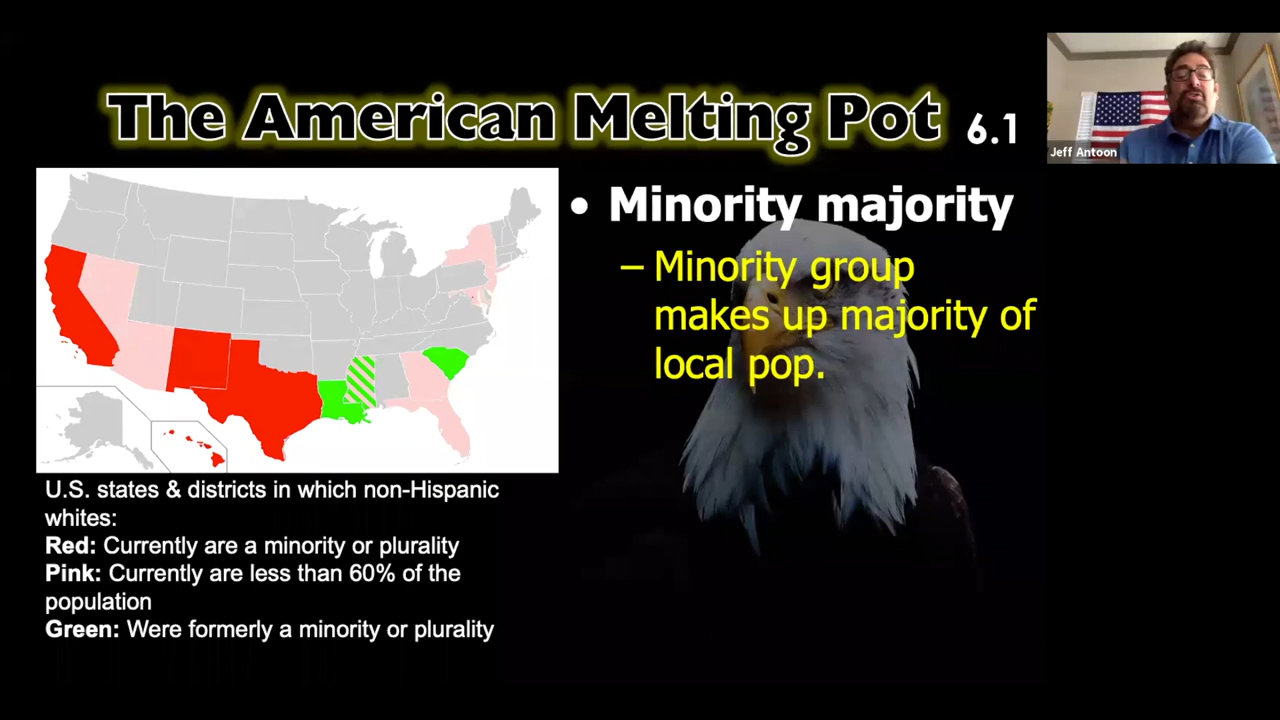 The American Melting Pot 6.1
Jeff Antoon
• Minority majority
– Minority group
makes up majority of
local pop.
U.S. states & districts in which non-Hispanic
whites:
Red: Currently are a minority or plurality
Pink: Currently are less than 60% of the
population
Green: Were formerly a minority or plurality